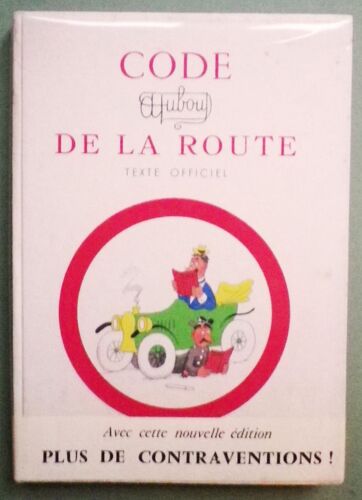 CODE
Dubout
DE LA ROUTE
TEXTE OFFICIEL
Avec cette nouvelle édition
PLUS DE CONTRAVENTIONS !